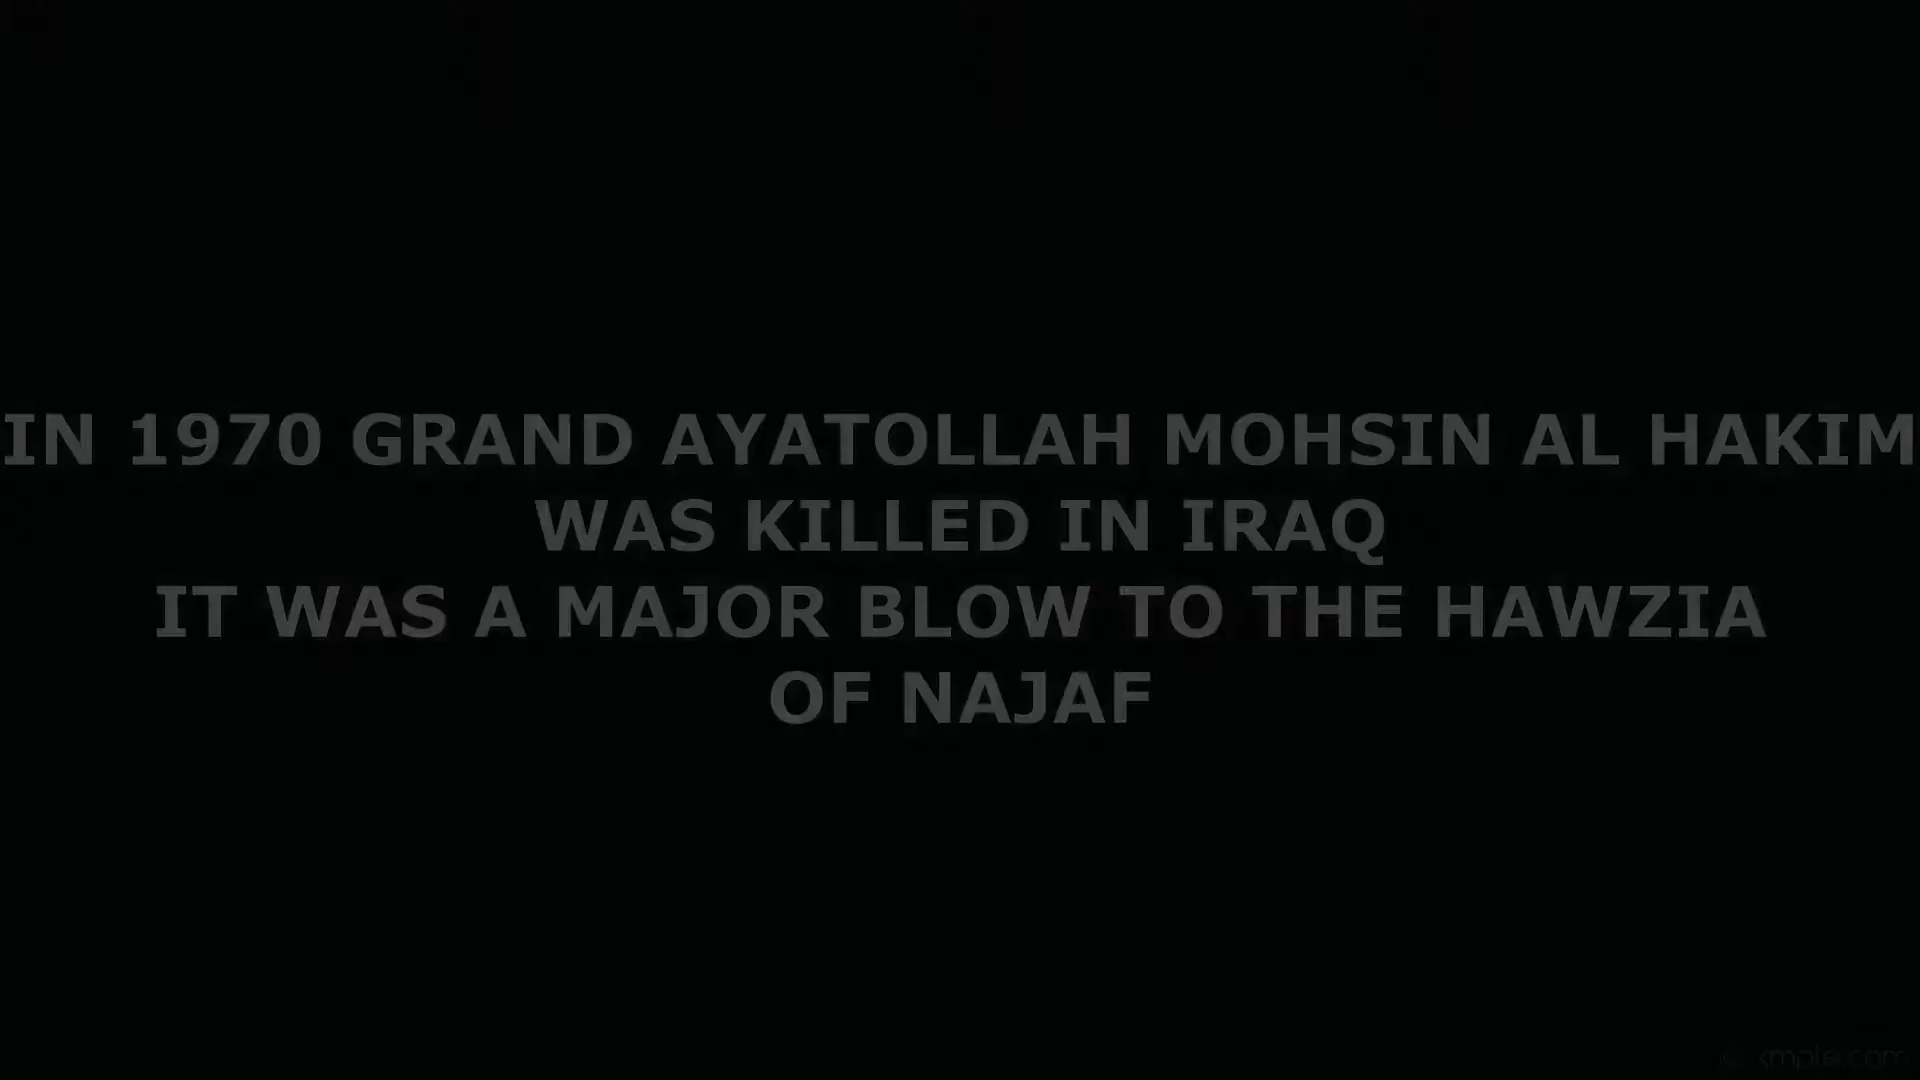 IN 1970 GRAND AYATOLLAH MOHSIN AL HAKIM
WAS KILLED IN IRAQ
IT WAS A MAJOR BLOW TO THE HAWZIA
OF NAJAF